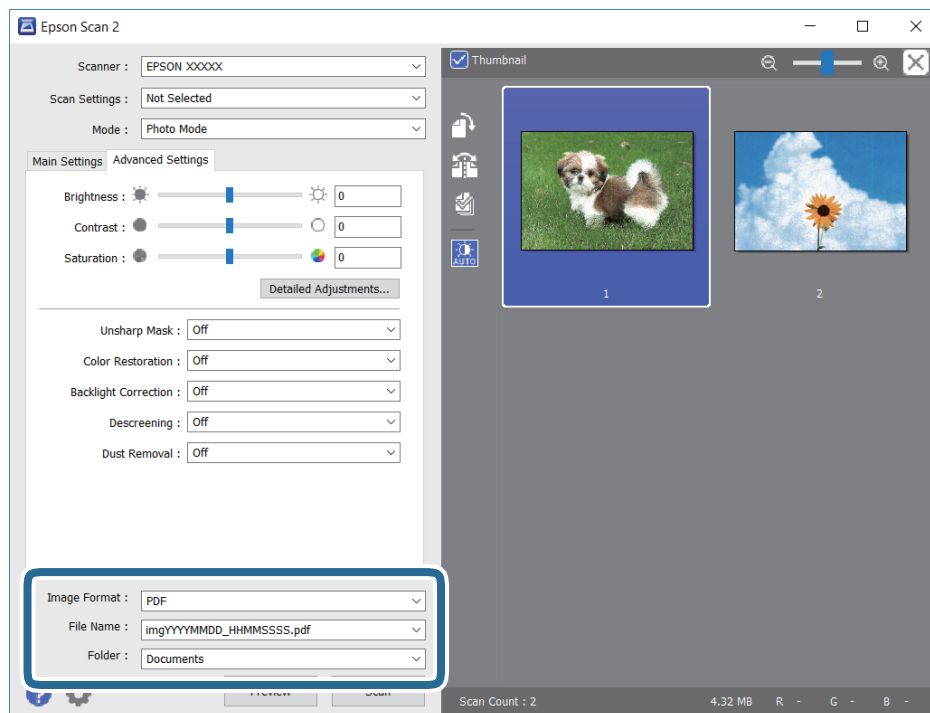 Epson Scan 2
Scanner : EPSON XXXXX
Scan Settings : Not Selected
Mode : Photo Mode
Main Settings Advanced Settings
Brightness : 0
Contrast : 0
Saturation : 0
Detailed Adjustments...
Unsharp Mask : Off
Color Restoration : Off
Backlight Correction : Off
Descreening : Off
Dust Removal : Off
Image Format : PDF
File Name : imgYYYYMMDD_HHMMSSSS.pdf
Folder : Documents
Preview Scan
Thumbnail
AUTO
1 2
Scan Count : 2 4.32 MB R - G - B -